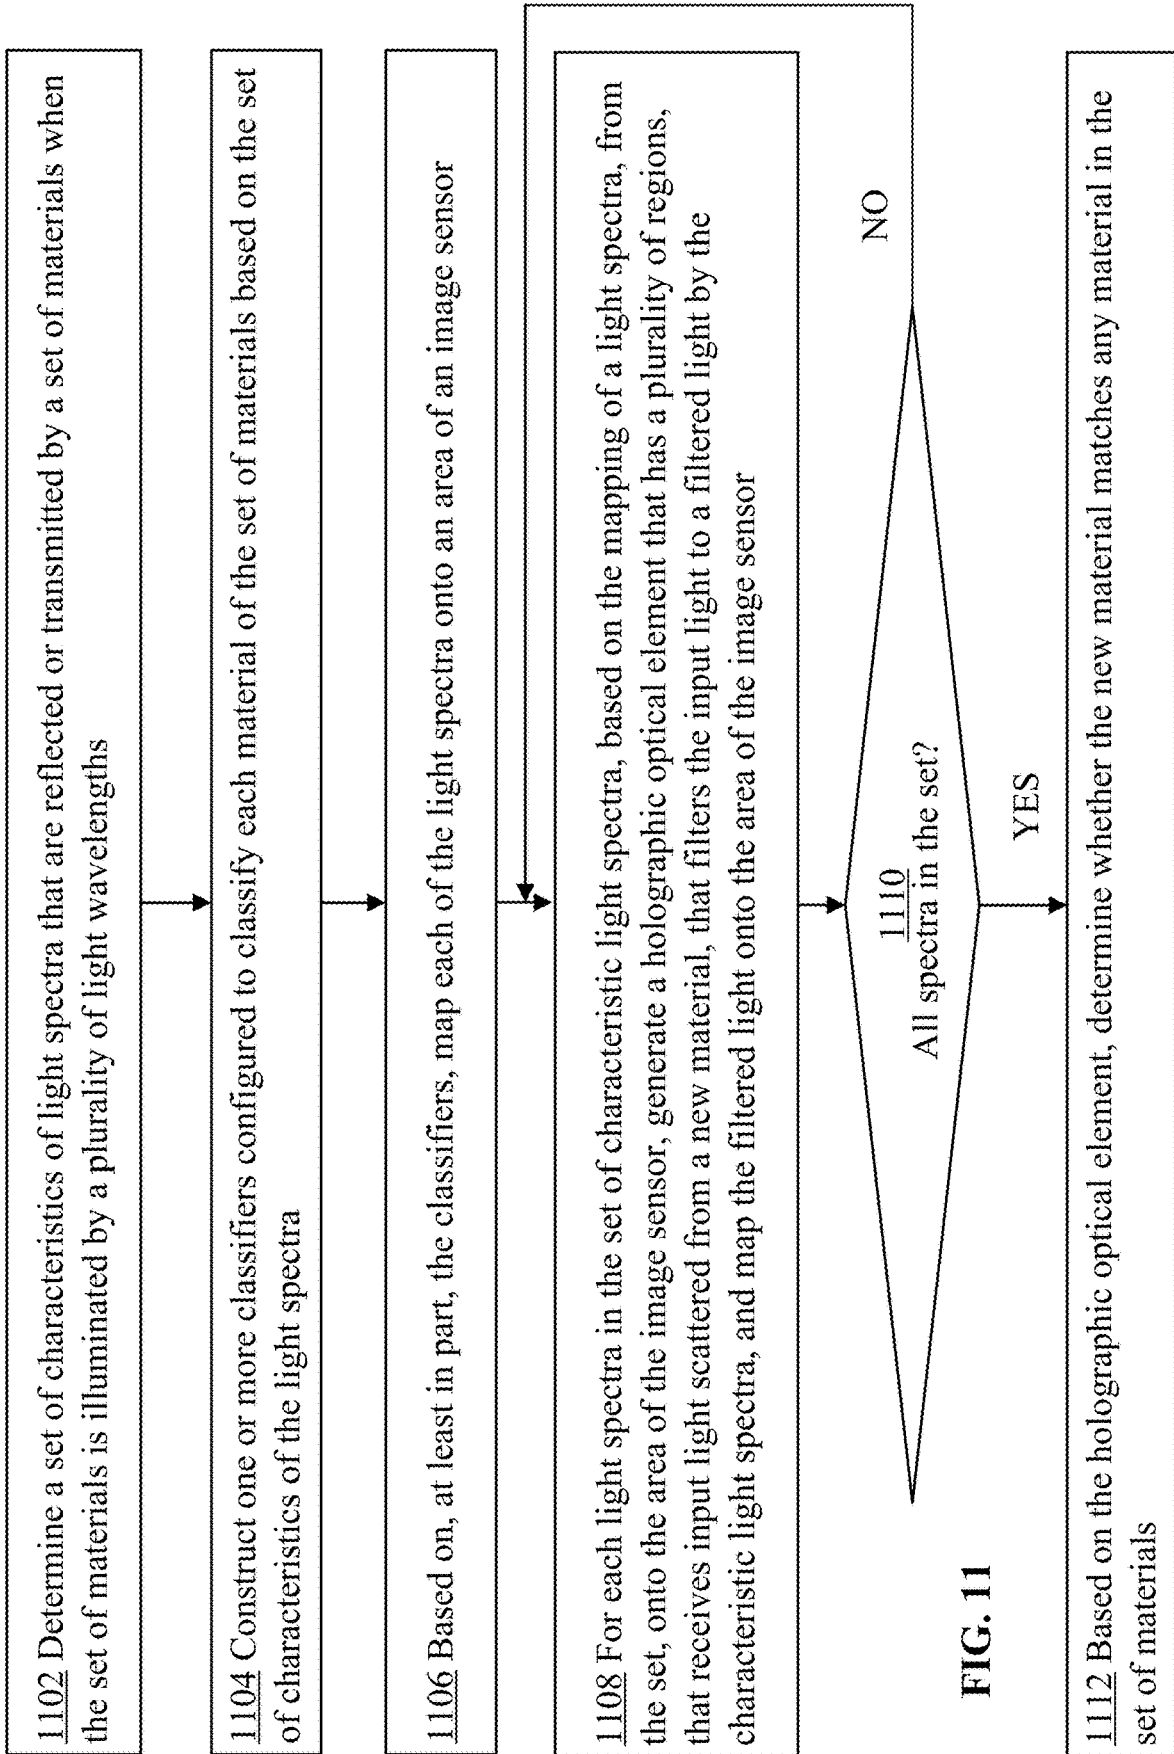 1102 Determine a set of characteristics of light spectra that are reflected or transmitted by a set of materials when
the set of materials is illuminated by a plurality of light wavelengths
1104 Construct one or more classifiers configured to classify each material of the set of materials based on the set
of characteristics of the light spectra
1106 Based on, at least in part, the classifiers, map each of the light spectra onto an area of an image sensor
1108 For each light spectra in the set of characteristic light spectra, based on the mapping of a light spectra, from
the set, onto the area of the image sensor, generate a holographic optical element that has a plurality of regions,
that receives input light scattered from a new material, that filters the input light to a filtered light by the
characteristic light spectra, and map the filtered light onto the area of the image sensor
1110
All spectra in the set?
NO
YES
1112 Based on the holographic optical element, determine whether the new material matches any material in the
set of materials
FIG. 11